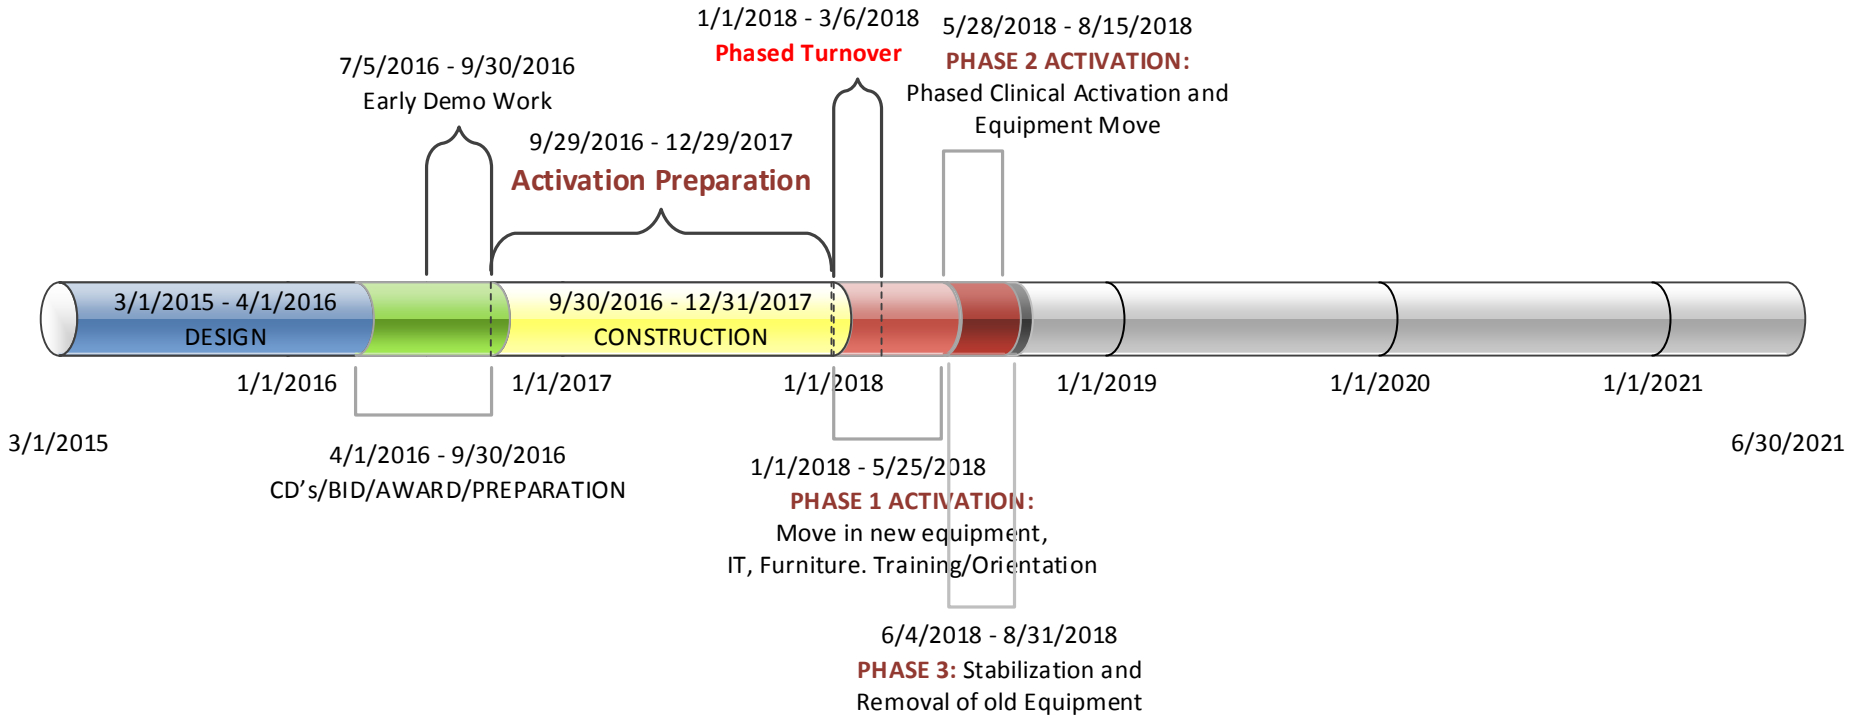 1/1/2018 - 3/6/2018
Phased Turnover
5/28/2018 - 8/15/2018
PHASE 2 ACTIVATION:
Phased Clinical Activation and
Equipment Move
7/5/2016 - 9/30/2016
Early Demo Work
9/29/2016 - 12/29/2017
Activation Preparation
3/1/2015 - 4/1/2016
DESIGN
9/30/2016 - 12/31/2017
CONSTRUCTION
1/1/2016
1/1/2017
1/1/2018
1/1/2019
1/1/2020
1/1/2021
3/1/2015
6/30/2021
4/1/2016 - 9/30/2016
CD's/BID/AWARD/PREPARATION
1/1/2018 - 5/25/2018
PHASE 1 ACTIVATION:
Move in new equipment,
IT, Furniture. Training/Orientation
6/4/2018 - 8/31/2018
PHASE 3: Stabilization and
Removal of old Equipment